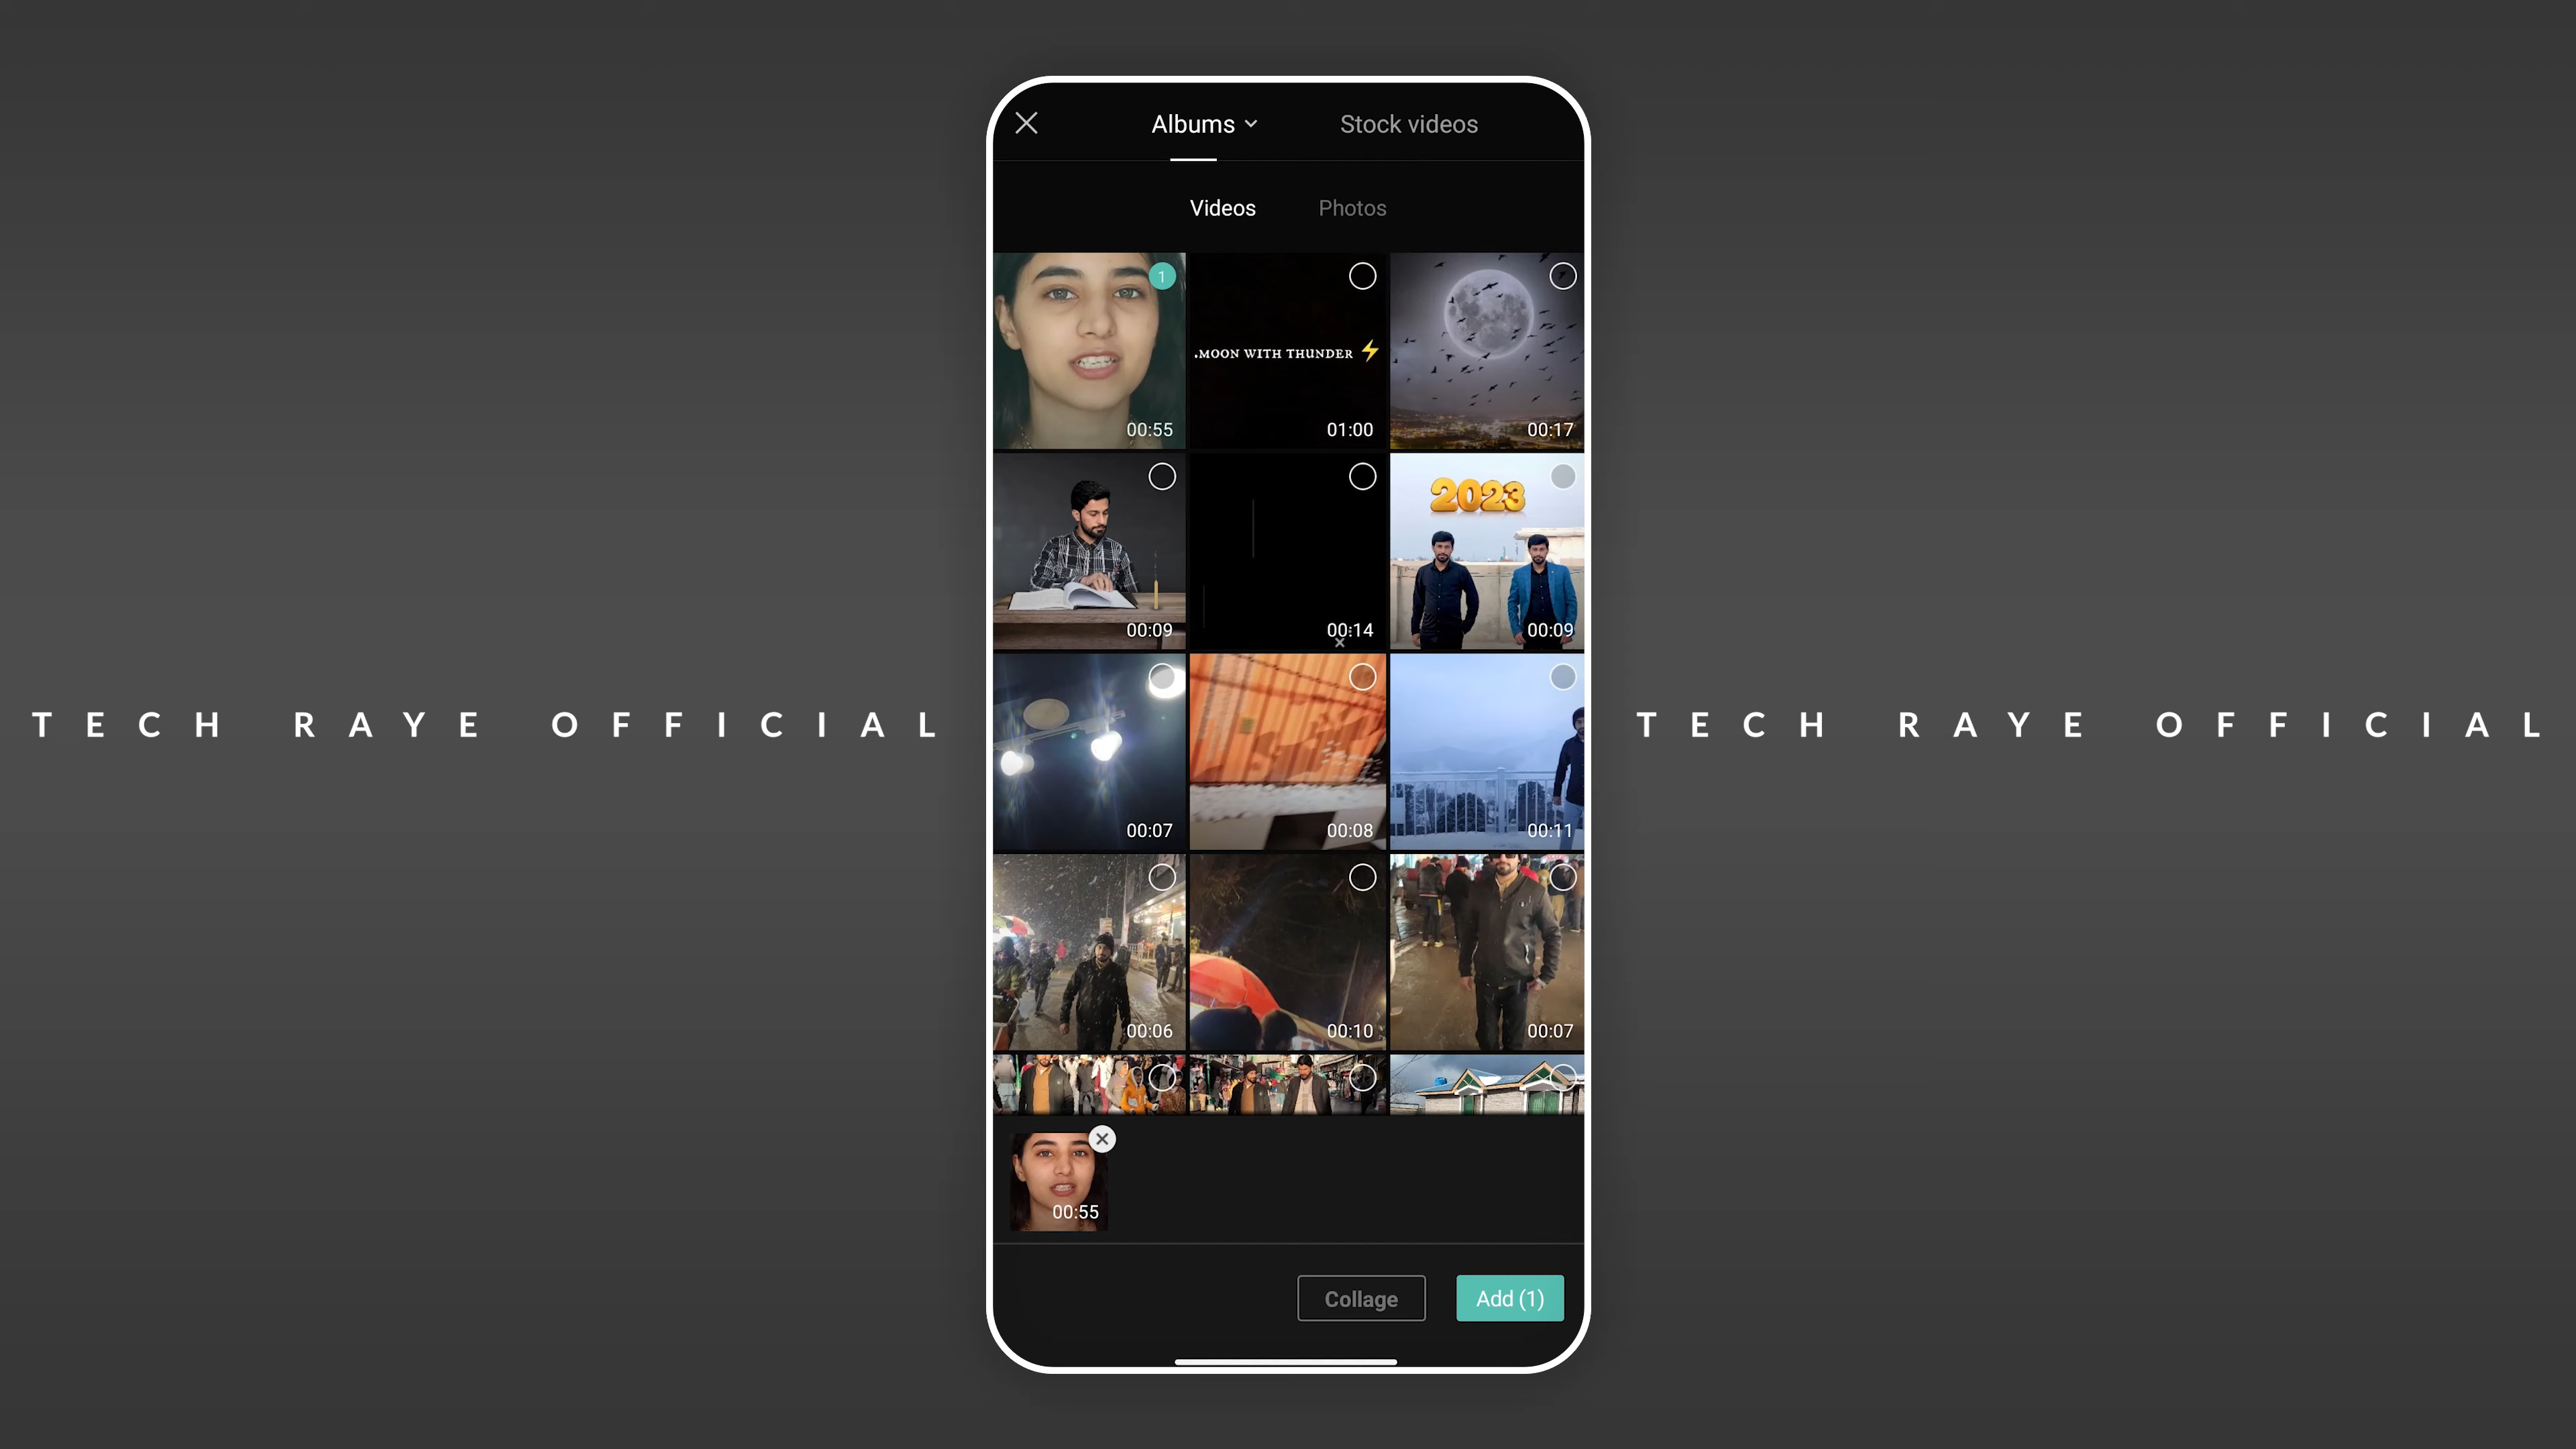 Albums
Stock videos
Videos
Photos
1
00:55
.MOON WITH THUNDER ⚡
01:00
00:17
00:09
00:14
2023
00:09
00:07
00:08
00:11
TECH RAYE OFFICIAL
TECH RAYE OFFICIAL
00:06
00:10
00:07
00:55
Collage
Add (1)